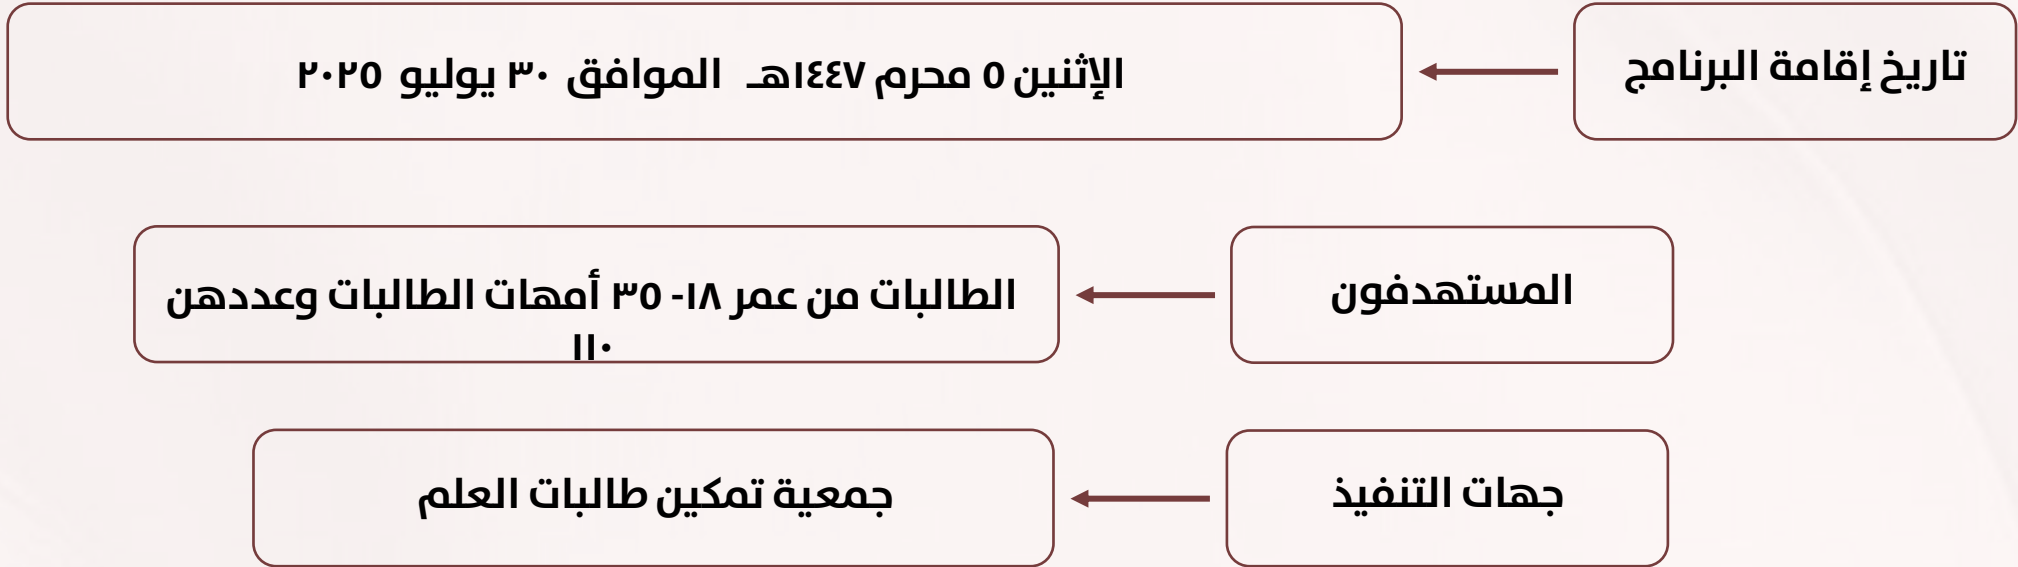 تاريخ إقامة البرنامج
الإثنين ٥ محرم ١٤٤٧هـ الموافق ٣٠ يوليو ٢٠٢٥
المستهدفون
الطالبات من عمر ١٨- ٣٥ أمهات الطالبات وعددهن
١١٠
جهات التنفيذ
جمعية تمكين طالبات العلم